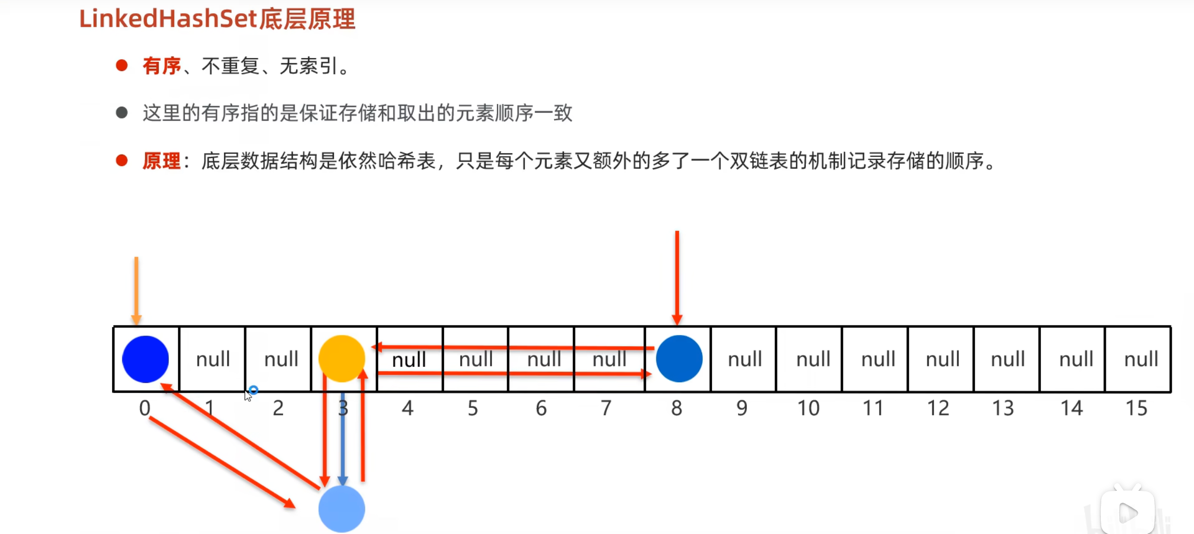 LinkedHashSet底层原理
有序、不重复、无索引。
这里的有序指的是保证存储和取出的元素顺序一致
原理：底层数据结构是依然哈希表，只是每个元素又额外的多了一个双链表的机制记录存储的顺序。
null null null null null null null null null null null null null
0 1 2 3 4 5 6 7 8 9 10 11 12 13 14 15